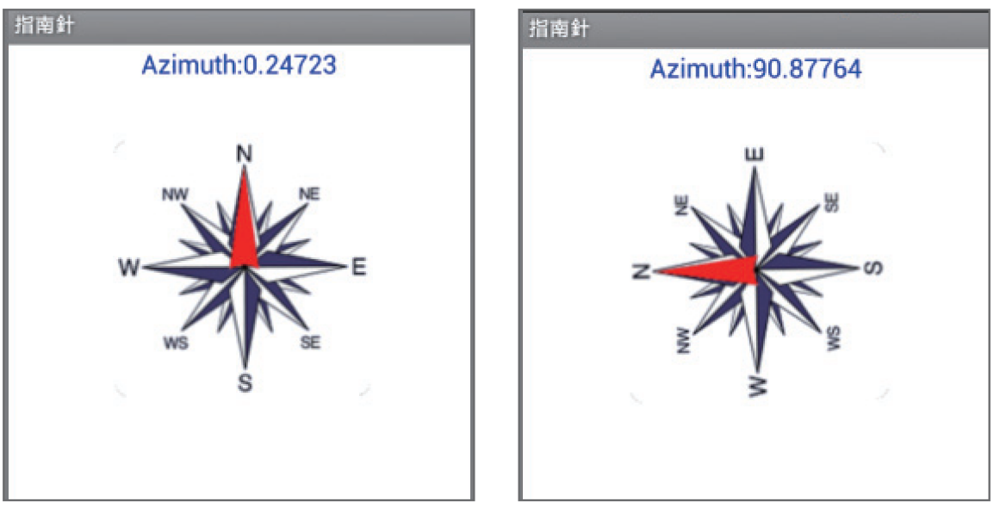 指南針
Azimuth:0.24723
N
NW
NE
W
E
WS
SE
S
指南針
Azimuth:90.87764
E
NE
SE
N
S
NW
WS
W